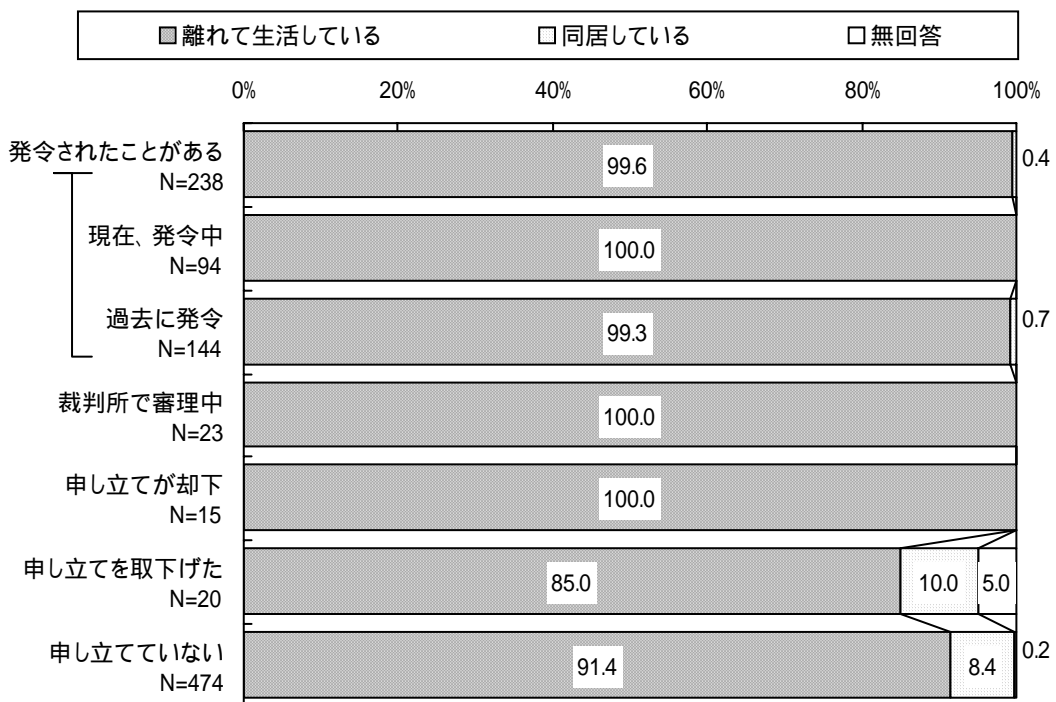 離れて生活している 同居している 無回答
0% 20% 40% 60% 80% 100%
発令されたことがある
N=238
99.6
0.4
現在、発令中
N=94
100.0
過去に発令
N=144
99.3
0.7
裁判所で審理中
N=23
100.0
申し立てが却下
N=15
100.0
申し立てを取下げた
N=20
85.0 10.0 5.0
申し立てていない
N=474
91.4 8.4 0.2